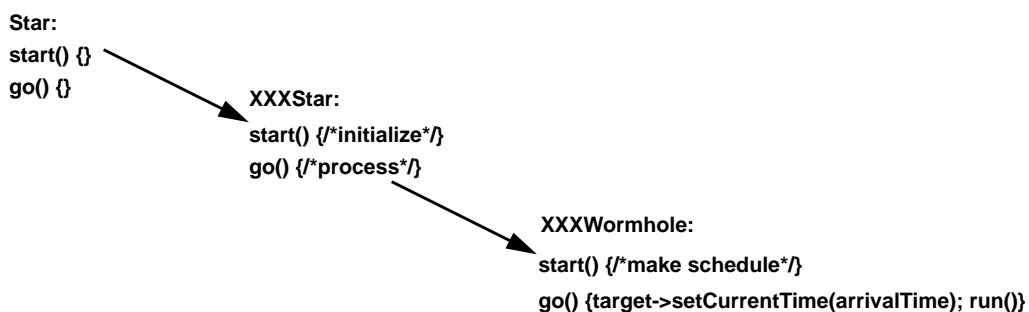 Star:
start() {}
go() {}
XXXStar:
start() {/*initialize*/}
go() {/*process*/}
XXXWormhole:
start() {/*make schedule*/}
go() {target->setCurrentTime(arrivalTime); run()}